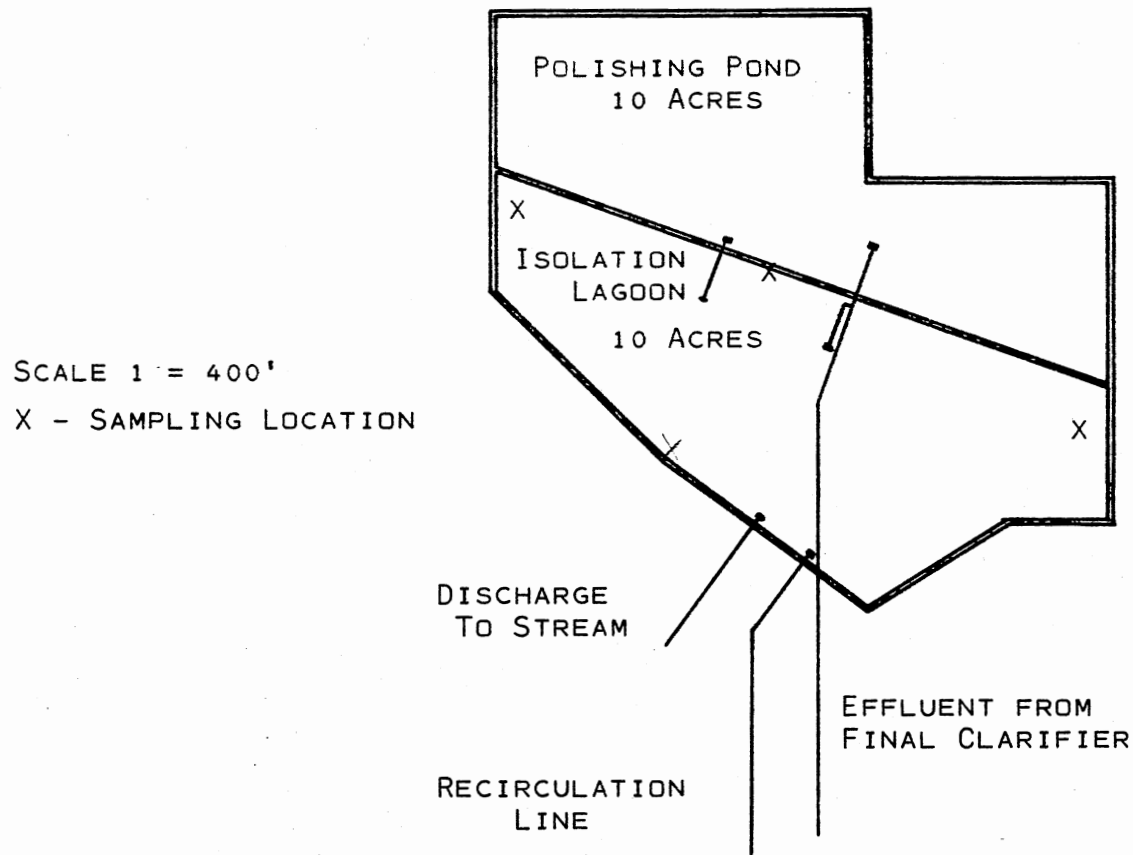 POLISHING POND
10 ACRES
X
ISOLATION
LAGOON
X
10 ACRES
SCALE 1 = 400'
X - SAMPLING LOCATION
X
X
DISCHARGE
TO STREAM
EFFLUENT FROM
FINAL CLARIFIER
RECIRCULATION
LINE